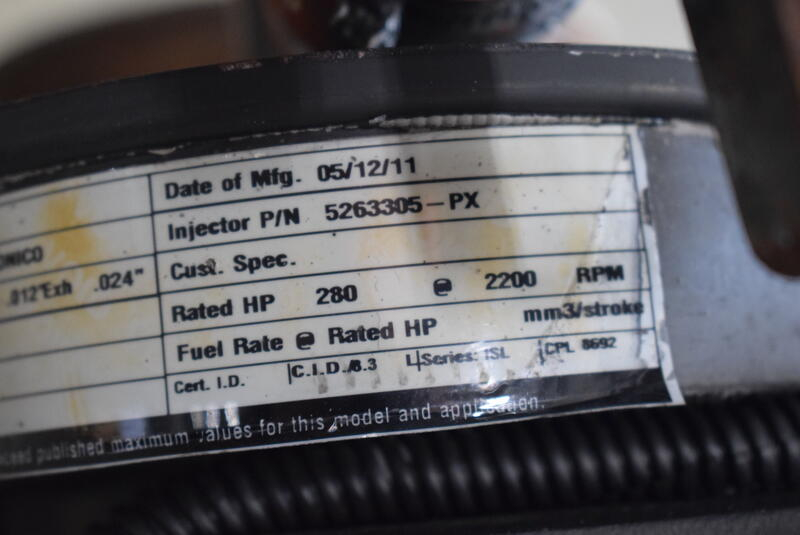 Date of Mfg. 05/12/11
Injector P/N 5263305-PX
ONICO
Cust. Spec.
.012"Exh .024"
Rated HP 280 @ 2200 RPM
Fuel Rate @ Rated HP mm3/stroke
Cert. I.D. C.I.D./8.3 L Series: ISL CPL 8692
published maximum values for this model and application.